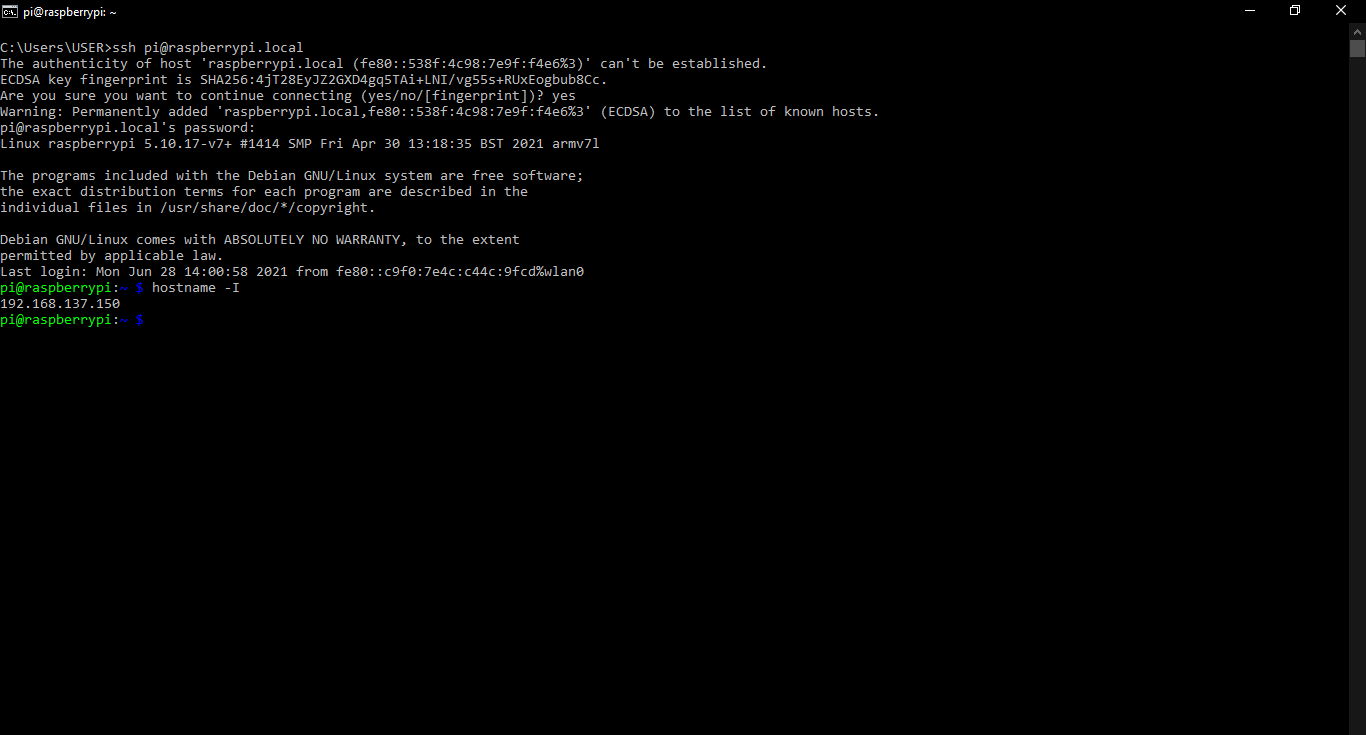 pi@raspberrypi: ~
C:\Users\USER>ssh pi@raspberrypi.local
The authenticity of host 'raspberrypi.local (fe80::538f:4c98:7e9f:f4e6%3)' can't be established.
ECDSA key fingerprint is SHA256:4jT28EyJZ2GXD4gq5TAi+LNI/vg55s+RUxEogbub8Cc.
Are you sure you want to continue connecting (yes/no/[fingerprint])? yes
Warning: Permanently added 'raspberrypi.local,fe80::538f:4c98:7e9f:f4e6%3' (ECDSA) to the list of known hosts.
pi@raspberrypi.local's password:
Linux raspberrypi 5.10.17-v7+ #1414 SMP Fri Apr 30 13:18:35 BST 2021 armv7l
The programs included with the Debian GNU/Linux system are free software;
the exact distribution terms for each program are described in the
individual files in /usr/share/doc/*/copyright.
Debian GNU/Linux comes with ABSOLUTELY NO WARRANTY, to the extent
permitted by applicable law.
Last login: Mon Jun 28 14:00:58 2021 from fe80::c9f0:7e4c:c44c:9fcd%wlan0
pi@raspberrypi:~ $ hostname -I
192.168.137.150
pi@raspberrypi:~ $